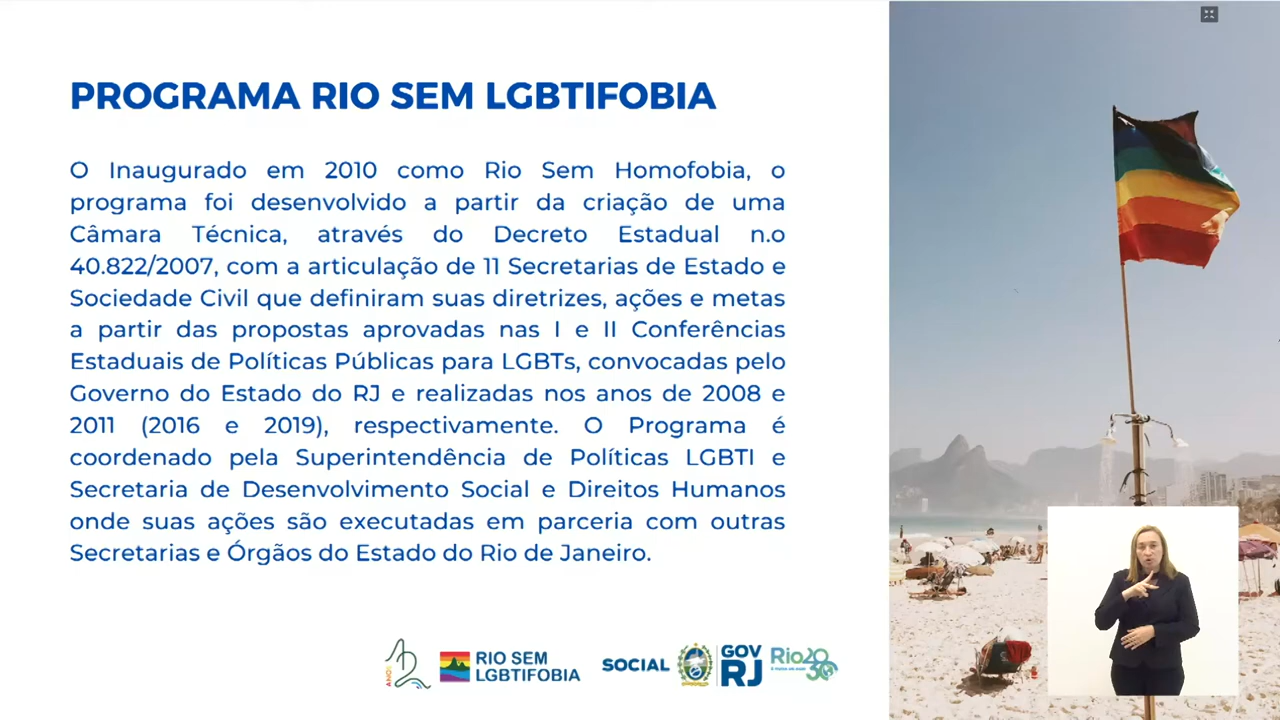 PROGRAMA RIO SEM LGBTIFOBIA
O Inaugurado em 2010 como Rio Sem Homofobia, o
programa foi desenvolvido a partir da criação de uma
Câmara Técnica, através do Decreto Estadual n.o
40.822/2007, com a articulação de 11 Secretarias de Estado e
Sociedade Civil que definiram suas diretrizes, ações e metas
a partir das propostas aprovadas nas I e II Conferências
Estaduais de Políticas Públicas para LGBTs, convocadas pelo
Governo do Estado do RJ e realizadas nos anos de 2008 e
2011 (2016 e 2019), respectivamente. O Programa é
coordenado pela Superintendência de Políticas LGBTI e
Secretaria de Desenvolvimento Social e Direitos Humanos
onde suas ações são executadas em parceria com outras
Secretarias e Órgãos do Estado do Rio de Janeiro.
ANOS
RIO SEM
LGBTIFOBIA
SOCIAL
GOV
RJ
Rio2030